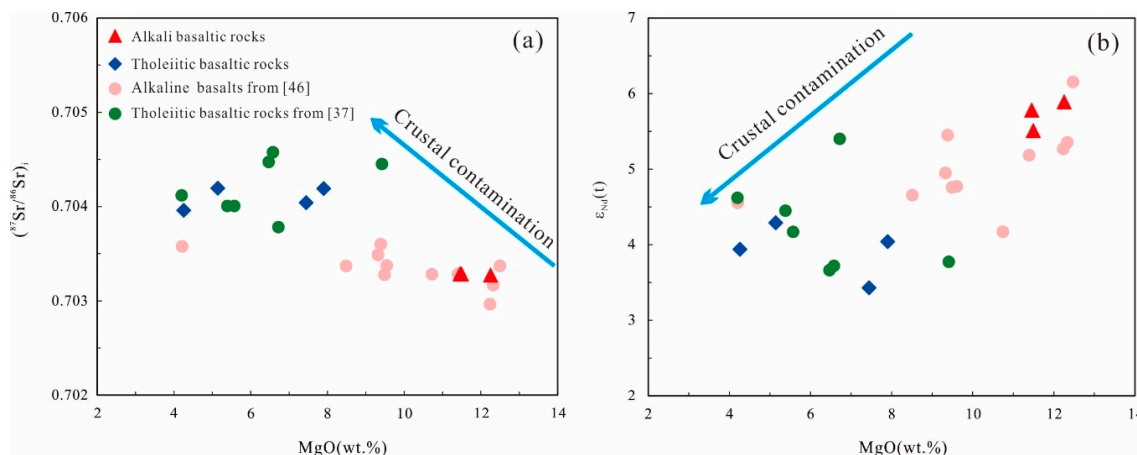 0.706
0.705
0.704
0.703
0.702
(⁸⁷Sr/⁸⁶Sr)ᵢ
(a)
Alkali basaltic rocks
Tholeiitic basaltic rocks
Alkaline basalts from [46]
Tholeiitic basaltic rocks from [37]
Crustal contamination
2 4 6 8 10 12 14
MgO(wt.%)
7
6
5
4
3
2
εNd(t)
(b)
Crustal contamination
2 4 6 8 10 12 14
MgO(wt.%)